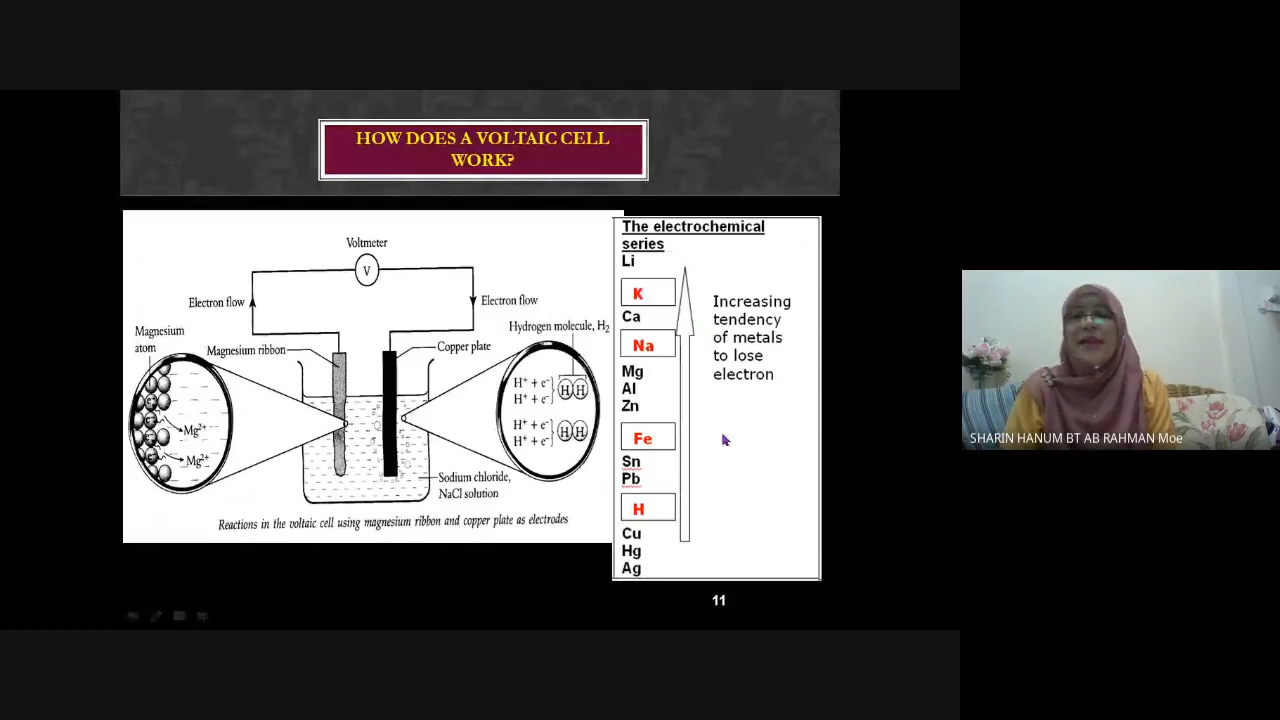 HOW DOES A VOLTAIC CELL
WORK?
Voltmeter
V
Electron flow
Electron flow
Magnesium
atom
Magnesium ribbon
Copper plate
Hydrogen molecule, H₂
H⁺ + e⁻
H⁺ + e⁻
H H
H⁺ + e⁻
H⁺ + e⁻
H H
Mg²⁺
Mg²⁺
Sodium chloride,
NaCl solution
Reactions in the voltaic cell using magnesium ribbon and copper plate as electrodes
The electrochemical
series
Li
K
Ca
Na
Mg
Al
Zn
Fe
Sn
Pb
H
Cu
Hg
Ag
Increasing
tendency
of metals
to lose
electron
11
SHARIN HANUM BT AB RAHMAN Moe